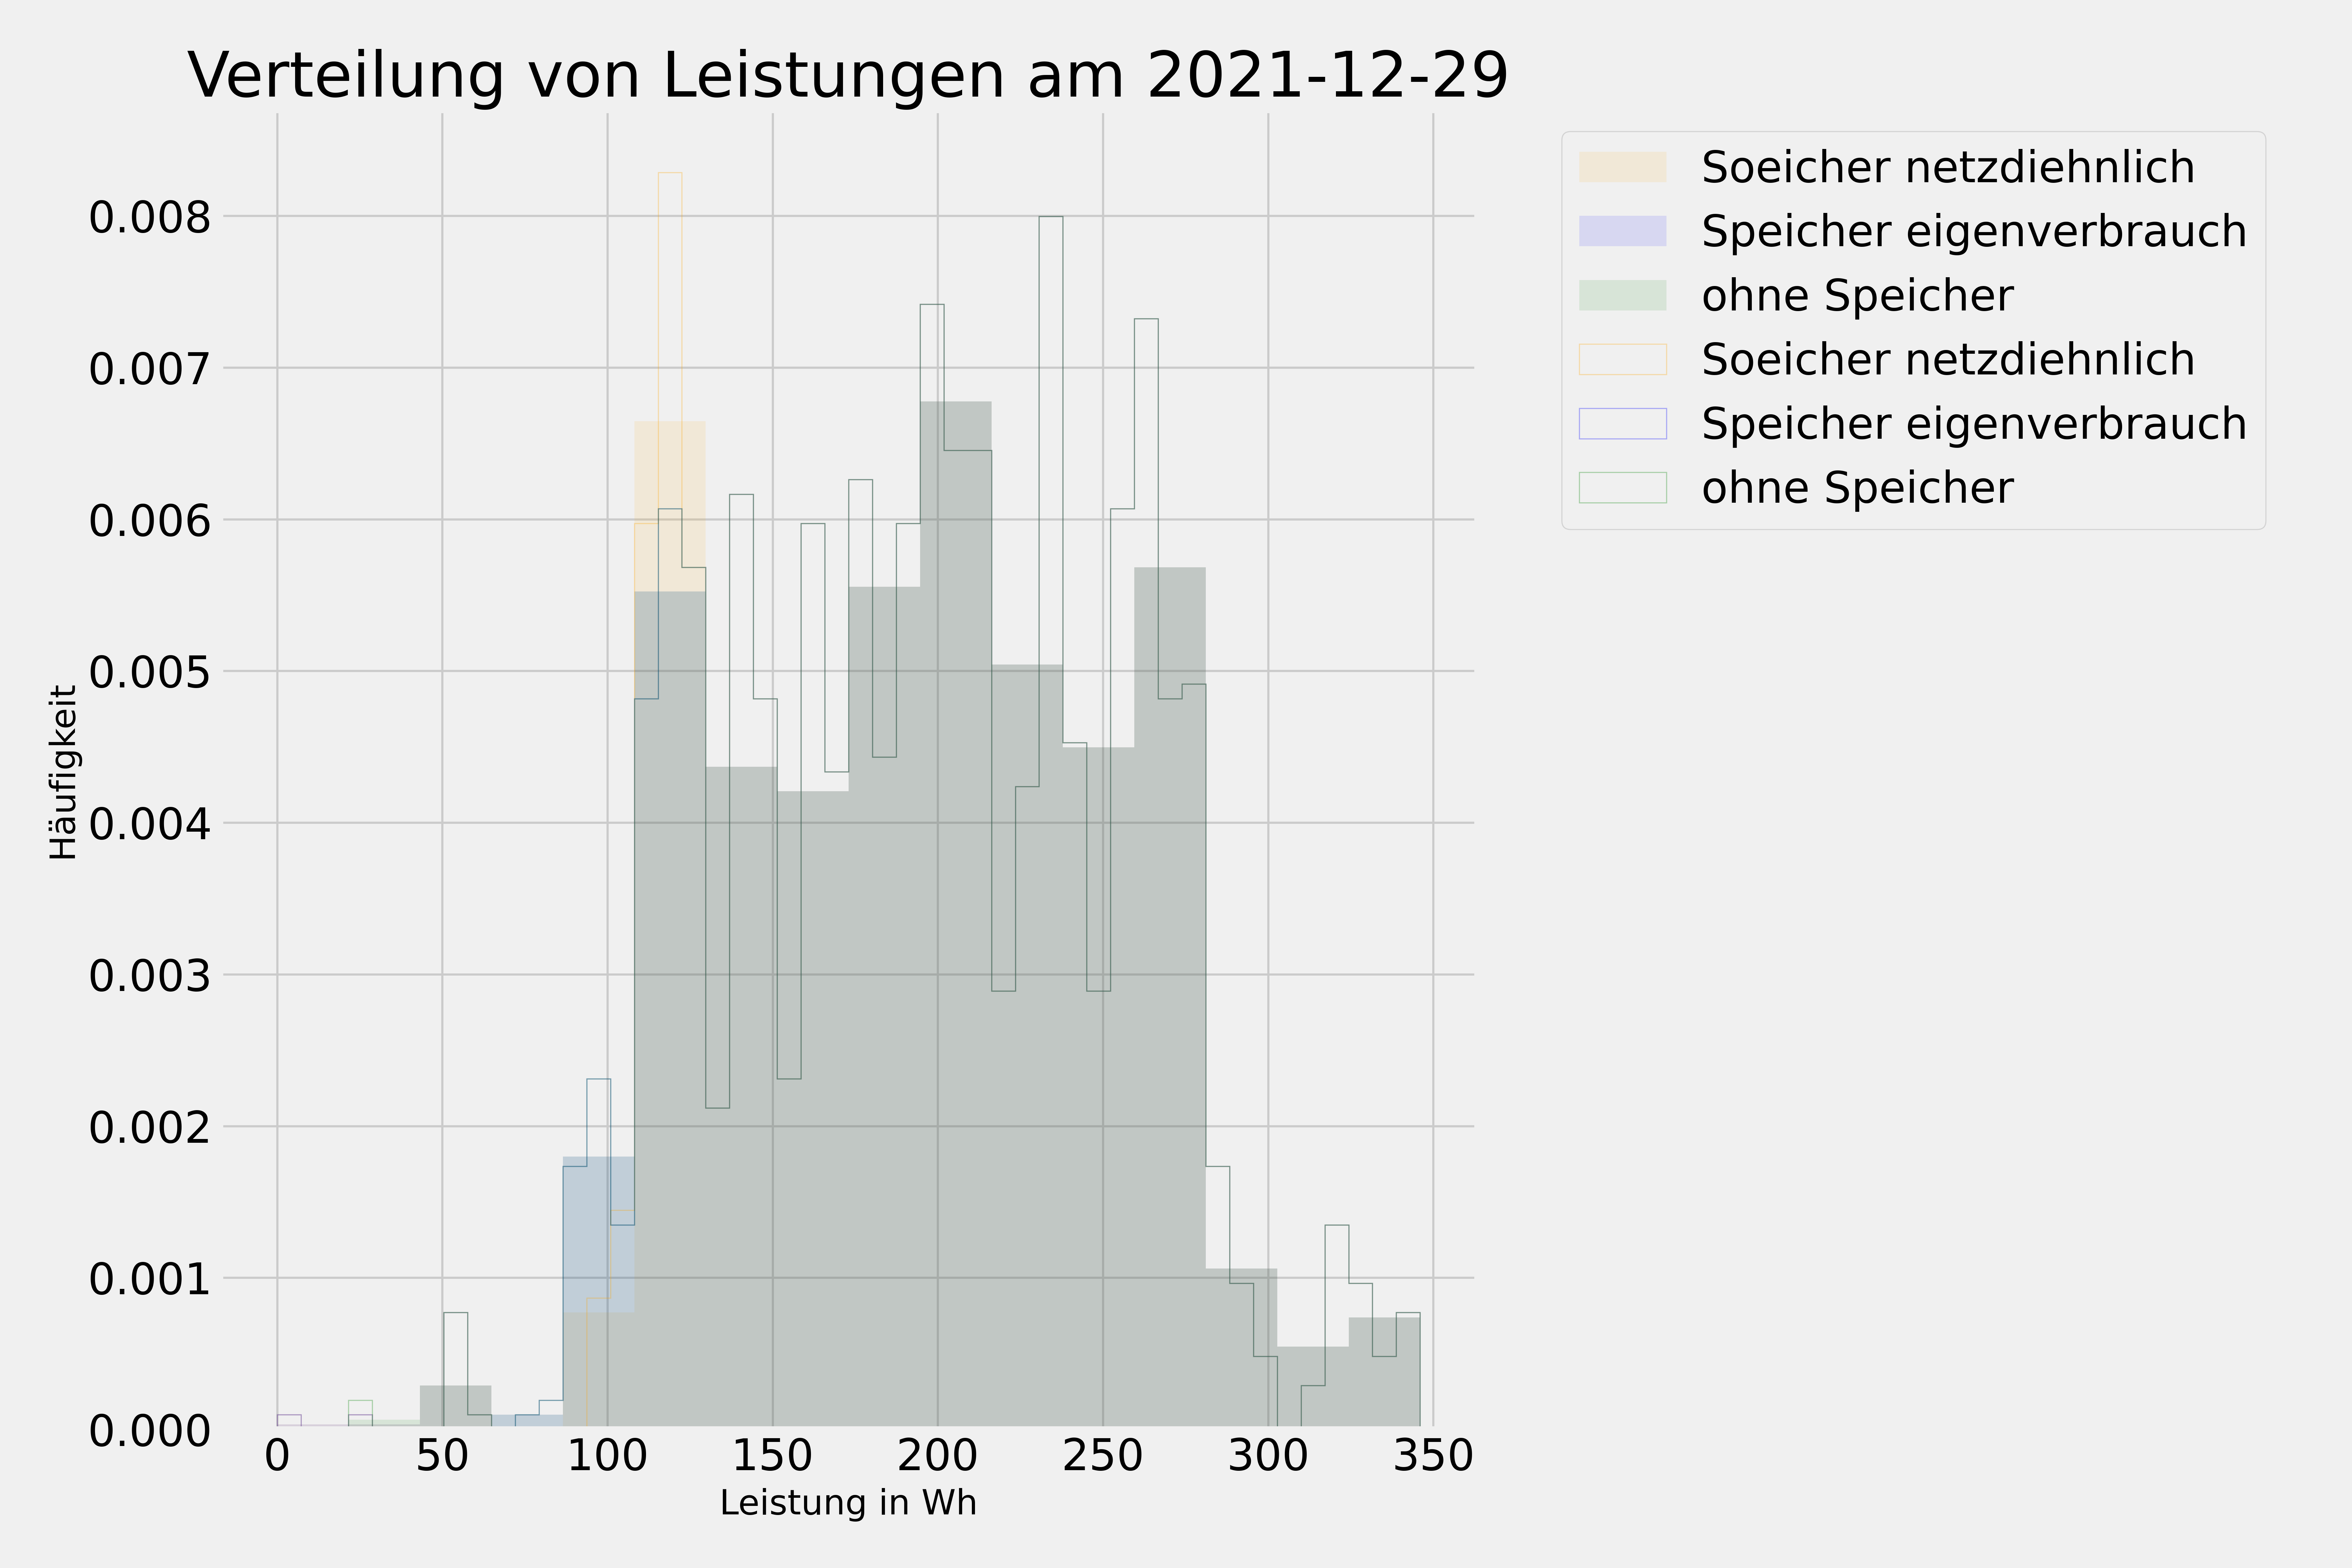 Verteilung von Leistungen am 2021-12-29
Soeicher netzdiehnlich
Speicher eigenverbrauch
ohne Speicher
Soeicher netzdiehnlich
Speicher eigenverbrauch
ohne Speicher
0.008
0.007
0.006
0.005
0.004
0.003
0.002
0.001
0.000
Häufigkeit
0 50 100 150 200 250 300 350
Leistung in Wh